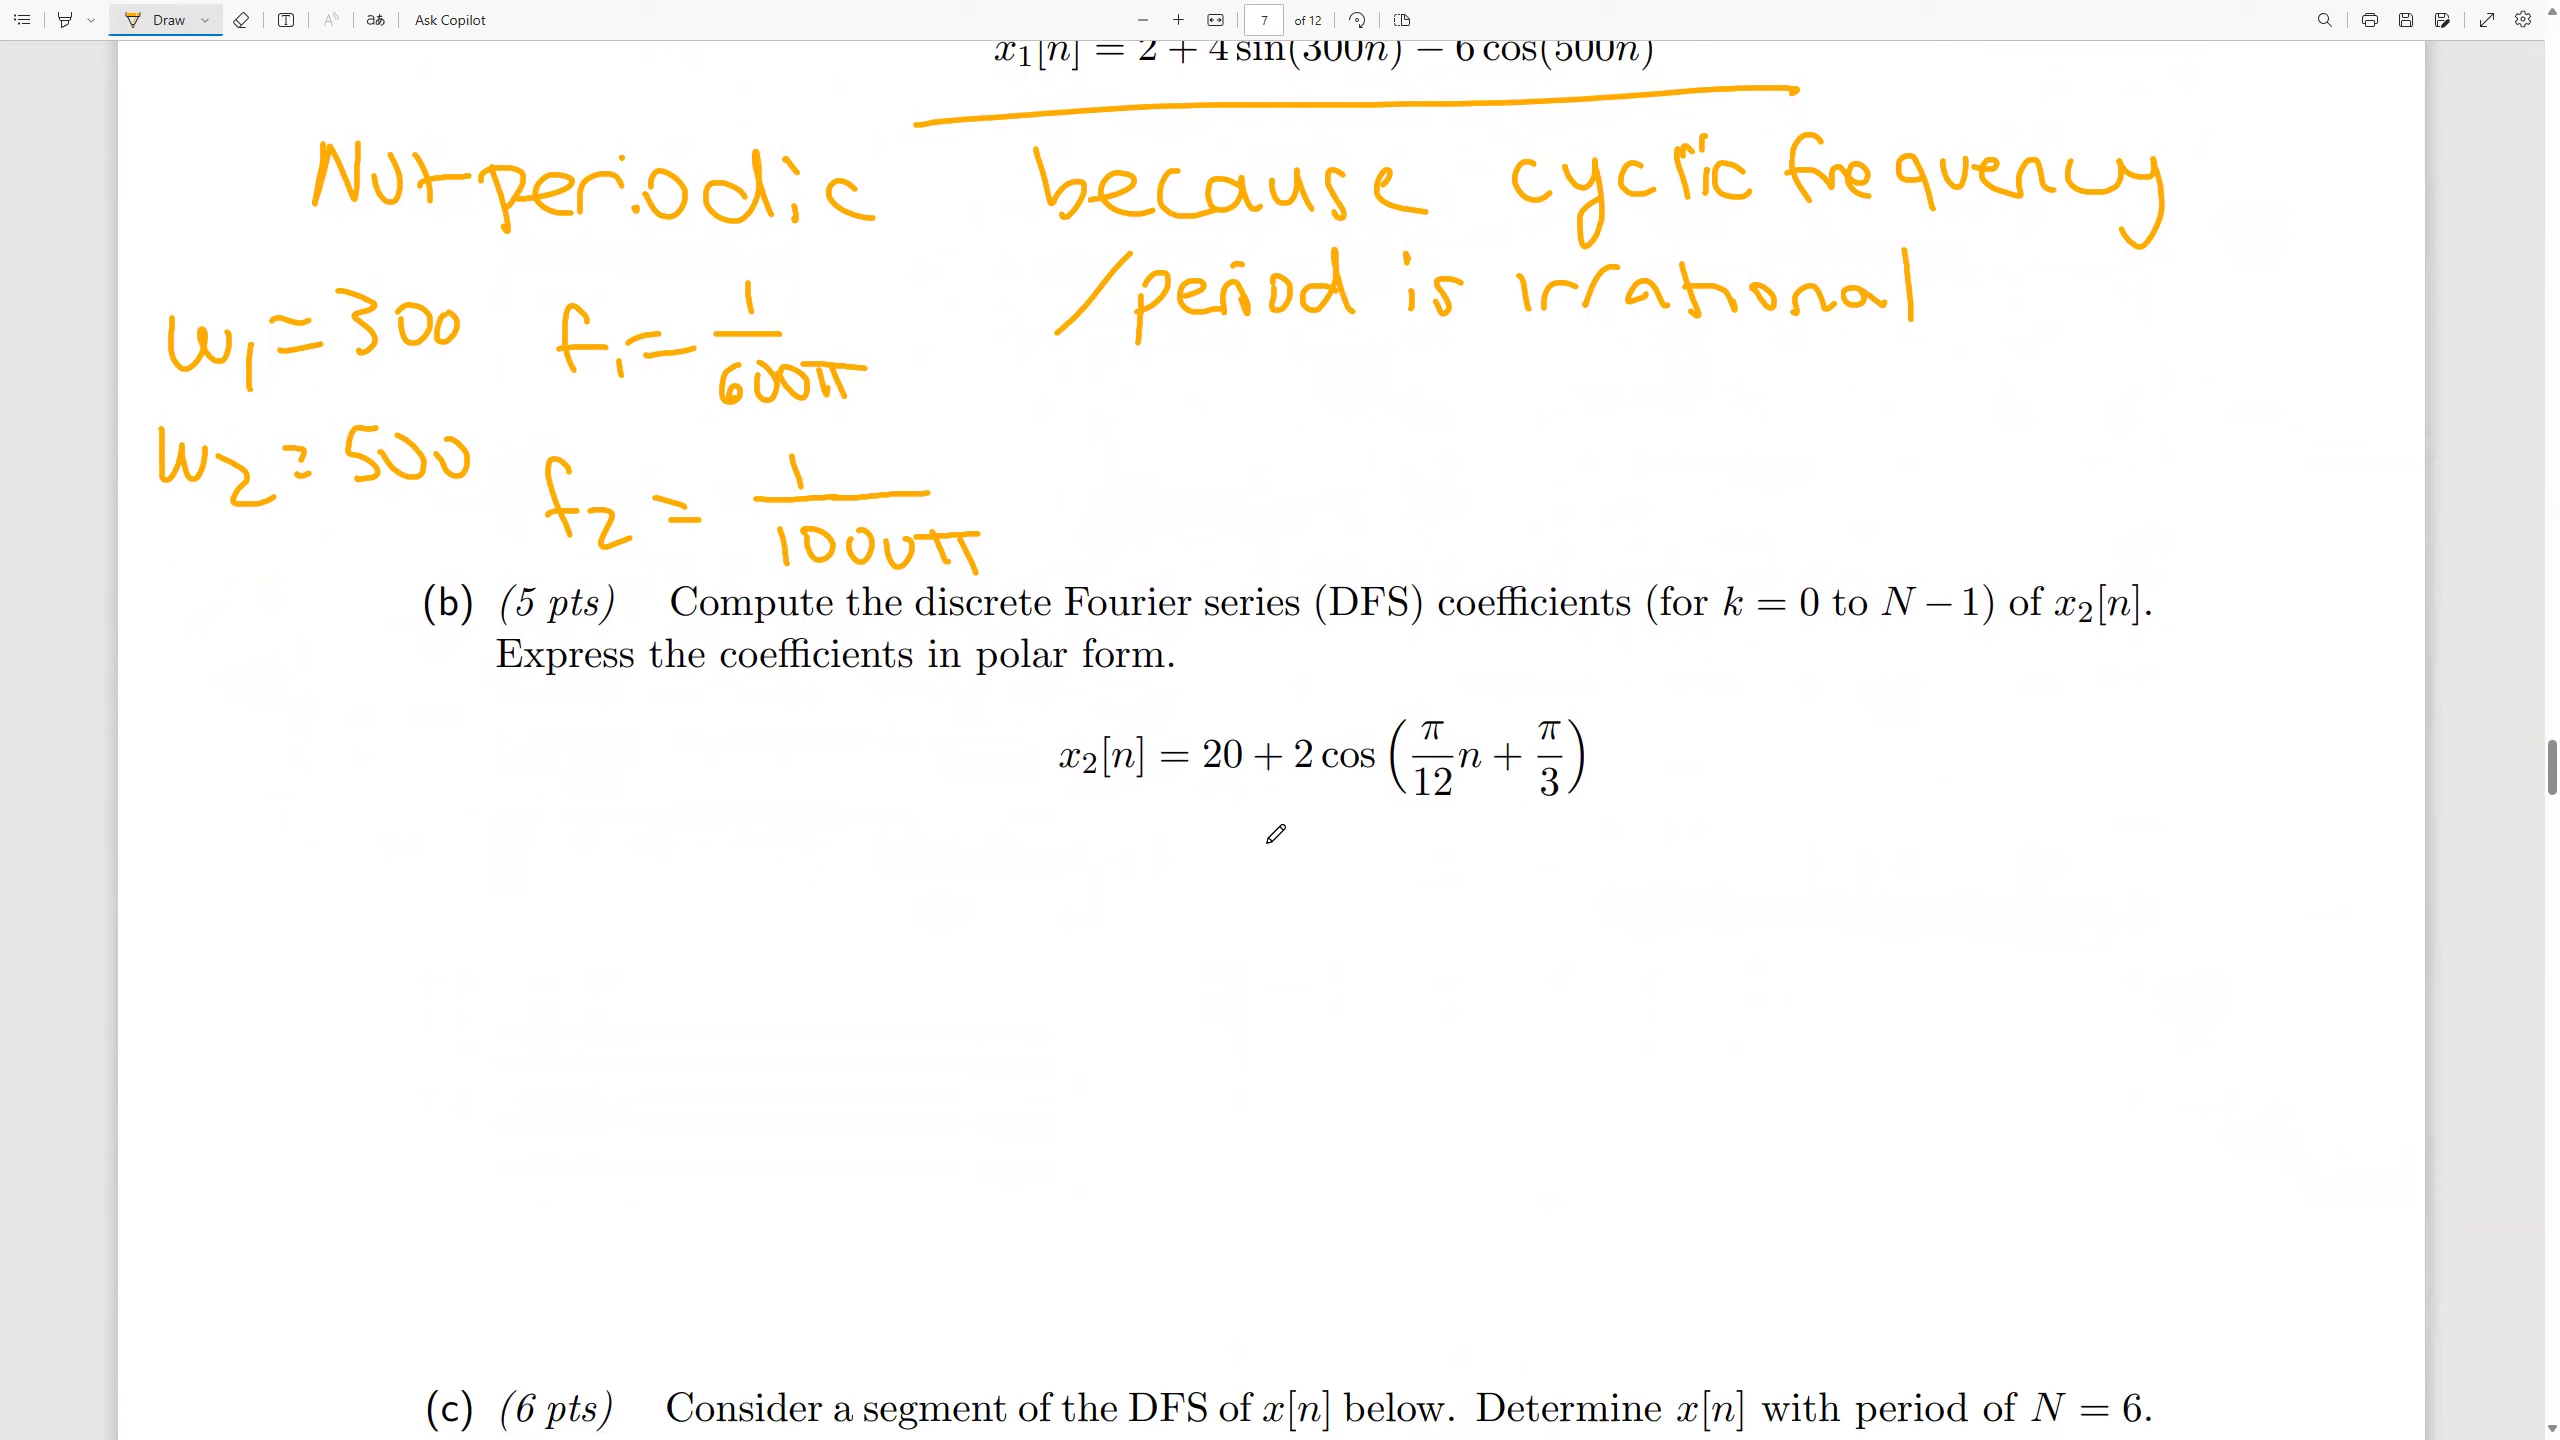 Draw Ask Copilot 7 of 12
x₁[n] = 2 + 4 sin(300n) − 6 cos(500n)
Not periodic because cyclic frequency
/period is irrational
w₁ = 300 f₁ = 1/600π
w₂ = 500 f₂ = 1/1000π
(b) (5 pts) Compute the discrete Fourier series (DFS) coefficients (for k = 0 to N − 1) of x₂[n].
Express the coefficients in polar form.
x₂[n] = 20 + 2 cos (π/12 n + π/3)
(c) (6 pts) Consider a segment of the DFS of x[n] below. Determine x[n] with period of N = 6.